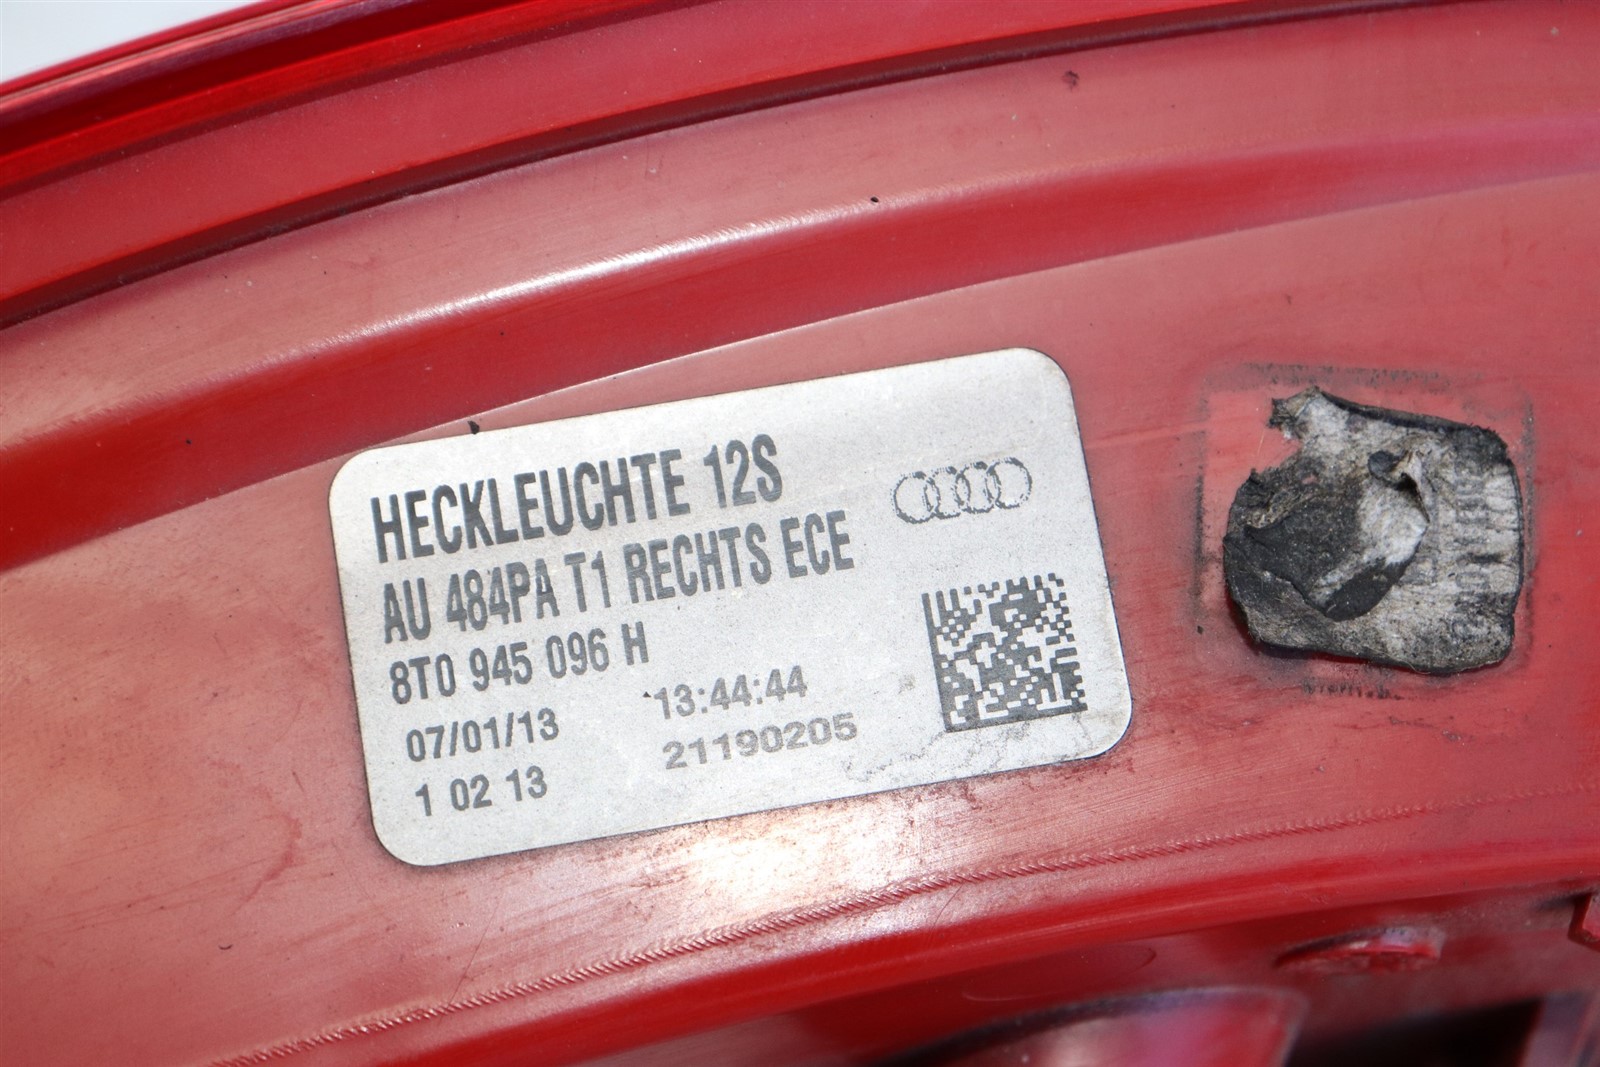 HECKLEUCHTE 12S
AU 484PA T1 RECHTS ECE
8T0 945 096 H
07/01/13 13:44:44
1 02 13 21190205